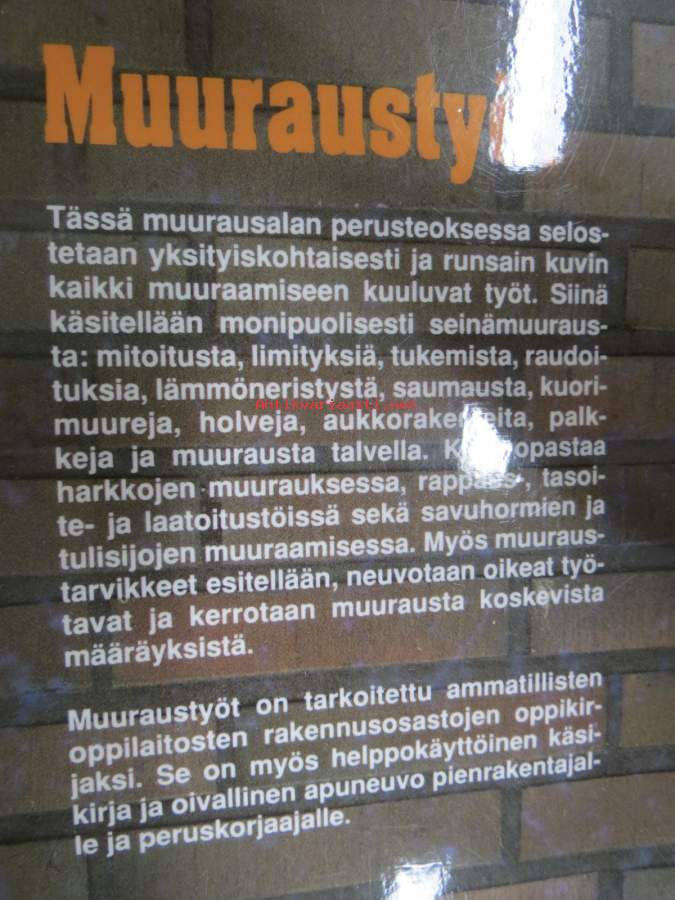 Muuraustyö
Tässä muurausalan perusteoksessa selos-
tetaan yksityiskohtaisesti ja runsain kuvin
kaikki muuraamiseen kuuluvat työt. Siinä
käsitellään monipuolisesti seinämuuraus-
ta: mitoitusta, limityksiä, tukemista, raudoi-
tuksia, lämmöneristystä, saumausta, kuori-
Antikvariaatti.net
muureja, holveja, aukkorakenteita, palk-
keja ja muurausta talvella.
harkkojen muurauksessa, rappaus-, tasoi-
te- ja laatoitustöissä sekä savuhormien ja
tulisijojen muuraamisessa. Myös muuraus-
tarvikkeet esitellään, neuvotaan oikeat työ-
tavat ja kerrotaan muurausta koskevista
määräyksistä.
Muuraustyöt on tarkoitettu ammatillisten
oppilaitosten rakennusosastojen oppikir-
jaksi. Se on myös helppokäyttöinen käsi-
kirja ja oivallinen apuneuvo pienrakentajal-
le ja peruskorjaajalle.